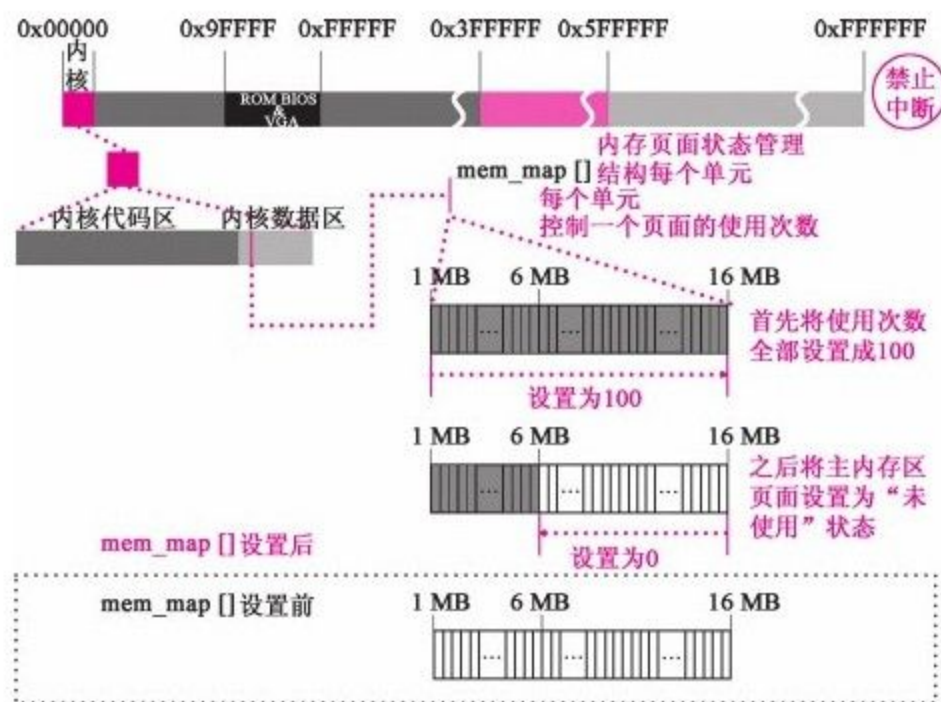 0x00000 0x9FFFF 0xFFFFF 0x3FFFFF 0x5FFFFF 0xFFFFFF
内
核
ROM BIOS
&
VGA
禁止
中断
内存页面状态管理
mem_map [] 结构每个单元
每个单元
控制一个页面的使用次数
内核代码区 内核数据区
1 MB 6 MB 16 MB
... ... ...
首先将使用次数
全部设置成100
设置为100
1 MB 6 MB 16 MB
... ... ...
之后将主内存区
页面设置为“未
使用”状态
mem_map [] 设置后
设置为0
mem_map [] 设置前
1 MB 6 MB 16 MB
... ... ...